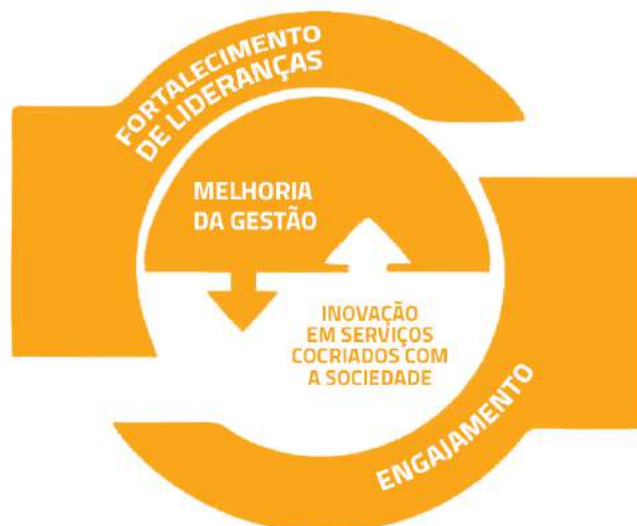 FORTALECIMENTO
DE LIDERANÇAS
MELHORIA
DA GESTÃO
INOVAÇÃO
EM SERVIÇOS
COCRIADOS COM
A SOCIEDADE
ENGAJAMENTO